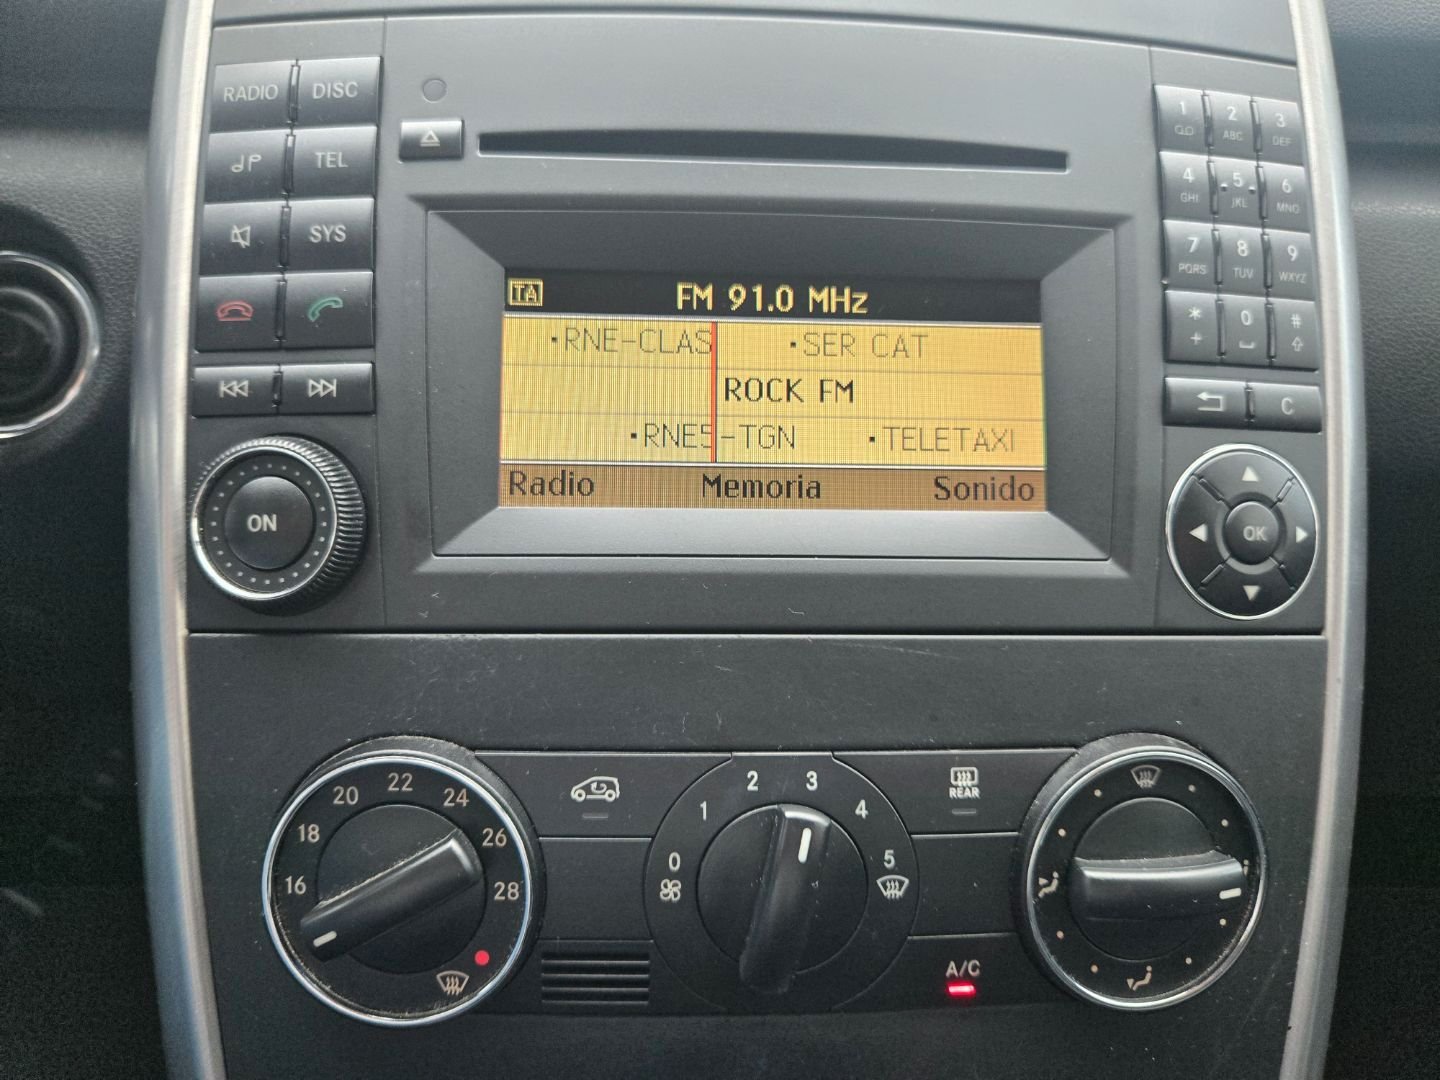 RADIO DISC
TEL
SYS
ON
TA FM 91.0 MHz
•RNE-CLAS •SER CAT
ROCK FM
•RNE5-TGN •TELETAXI
Radio Memoria Sonido
1 2 3
QO ABC DEF
4 5 6
GHI JKL MNO
7 8 9
PQRS TUV WXYZ
* 0 #
+
C
OK
16 18 20 22 24 26 28
0 1 2 3 4 5
REAR
A/C